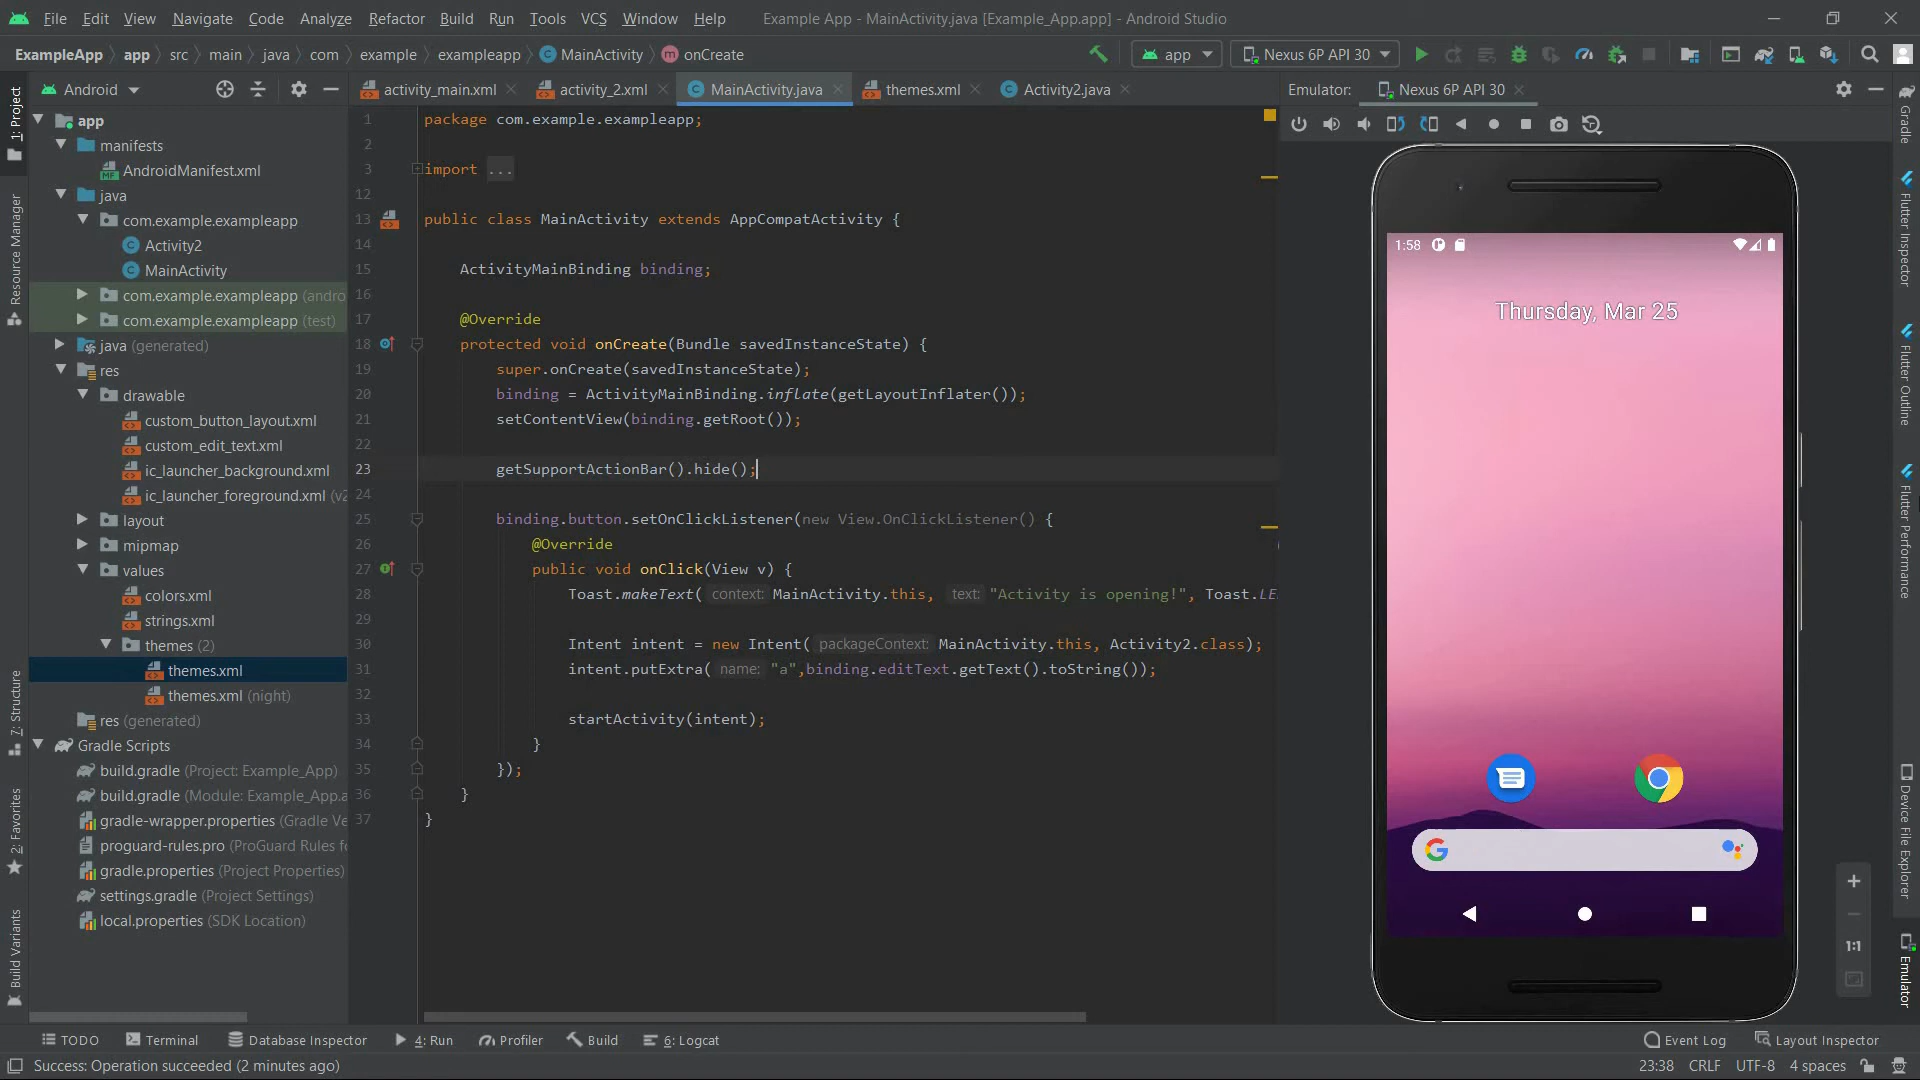 File Edit View Navigate Code Analyze Refactor Build Run Tools VCS Window Help Example App - MainActivity.java [Example_App.app] - Android Studio
ExampleApp app src main java com example exampleapp MainActivity onCreate app Nexus 6P API 30
Android
activity_main.xml activity_2.xml MainActivity.java themes.xml Activity2.java
Emulator: Nexus 6P API 30
1: Project
Resource Manager
7: Structure
2: Favorites
Build Variants
app
manifests
AndroidManifest.xml
java
com.example.exampleapp
Activity2
MainActivity
com.example.exampleapp (andro
com.example.exampleapp (test)
java (generated)
res
drawable
custom_button_layout.xml
custom_edit_text.xml
ic_launcher_background.xml
ic_launcher_foreground.xml (v2
layout
mipmap
values
colors.xml
strings.xml
themes (2)
themes.xml
themes.xml (night)
res (generated)
Gradle Scripts
build.gradle (Project: Example_App)
build.gradle (Module: Example_App.a
gradle-wrapper.properties (Gradle Ve
proguard-rules.pro (ProGuard Rules fo
gradle.properties (Project Properties)
settings.gradle (Project Settings)
local.properties (SDK Location)
1 package com.example.exampleapp;
2
3 import ...
12
13 public class MainActivity extends AppCompatActivity {
14
15 ActivityMainBinding binding;
16
17 @Override
18 protected void onCreate(Bundle savedInstanceState) {
19 super.onCreate(savedInstanceState);
20 binding = ActivityMainBinding.inflate(getLayoutInflater());
21 setContentView(binding.getRoot());
22
23 getSupportActionBar().hide();
24
25 binding.button.setOnClickListener(new View.OnClickListener() {
26 @Override
27 public void onClick(View v) {
28 Toast.makeText( context: MainActivity.this, text: "Activity is opening!", Toast.LE
29
30 Intent intent = new Intent( packageContext: MainActivity.this, Activity2.class);
31 intent.putExtra( name: "a",binding.editText.getText().toString());
32
33 startActivity(intent);
34 }
35 });
36 }
37 }
1:58
Thursday, Mar 25
1:1
Gradle
Flutter Inspector
Flutter Outline
Flutter Performance
Device File Explorer
Emulator
TODO Terminal Database Inspector 4: Run Profiler Build 6: Logcat Event Log Layout Inspector
Success: Operation succeeded (2 minutes ago) 23:38 CRLF UTF-8 4 spaces